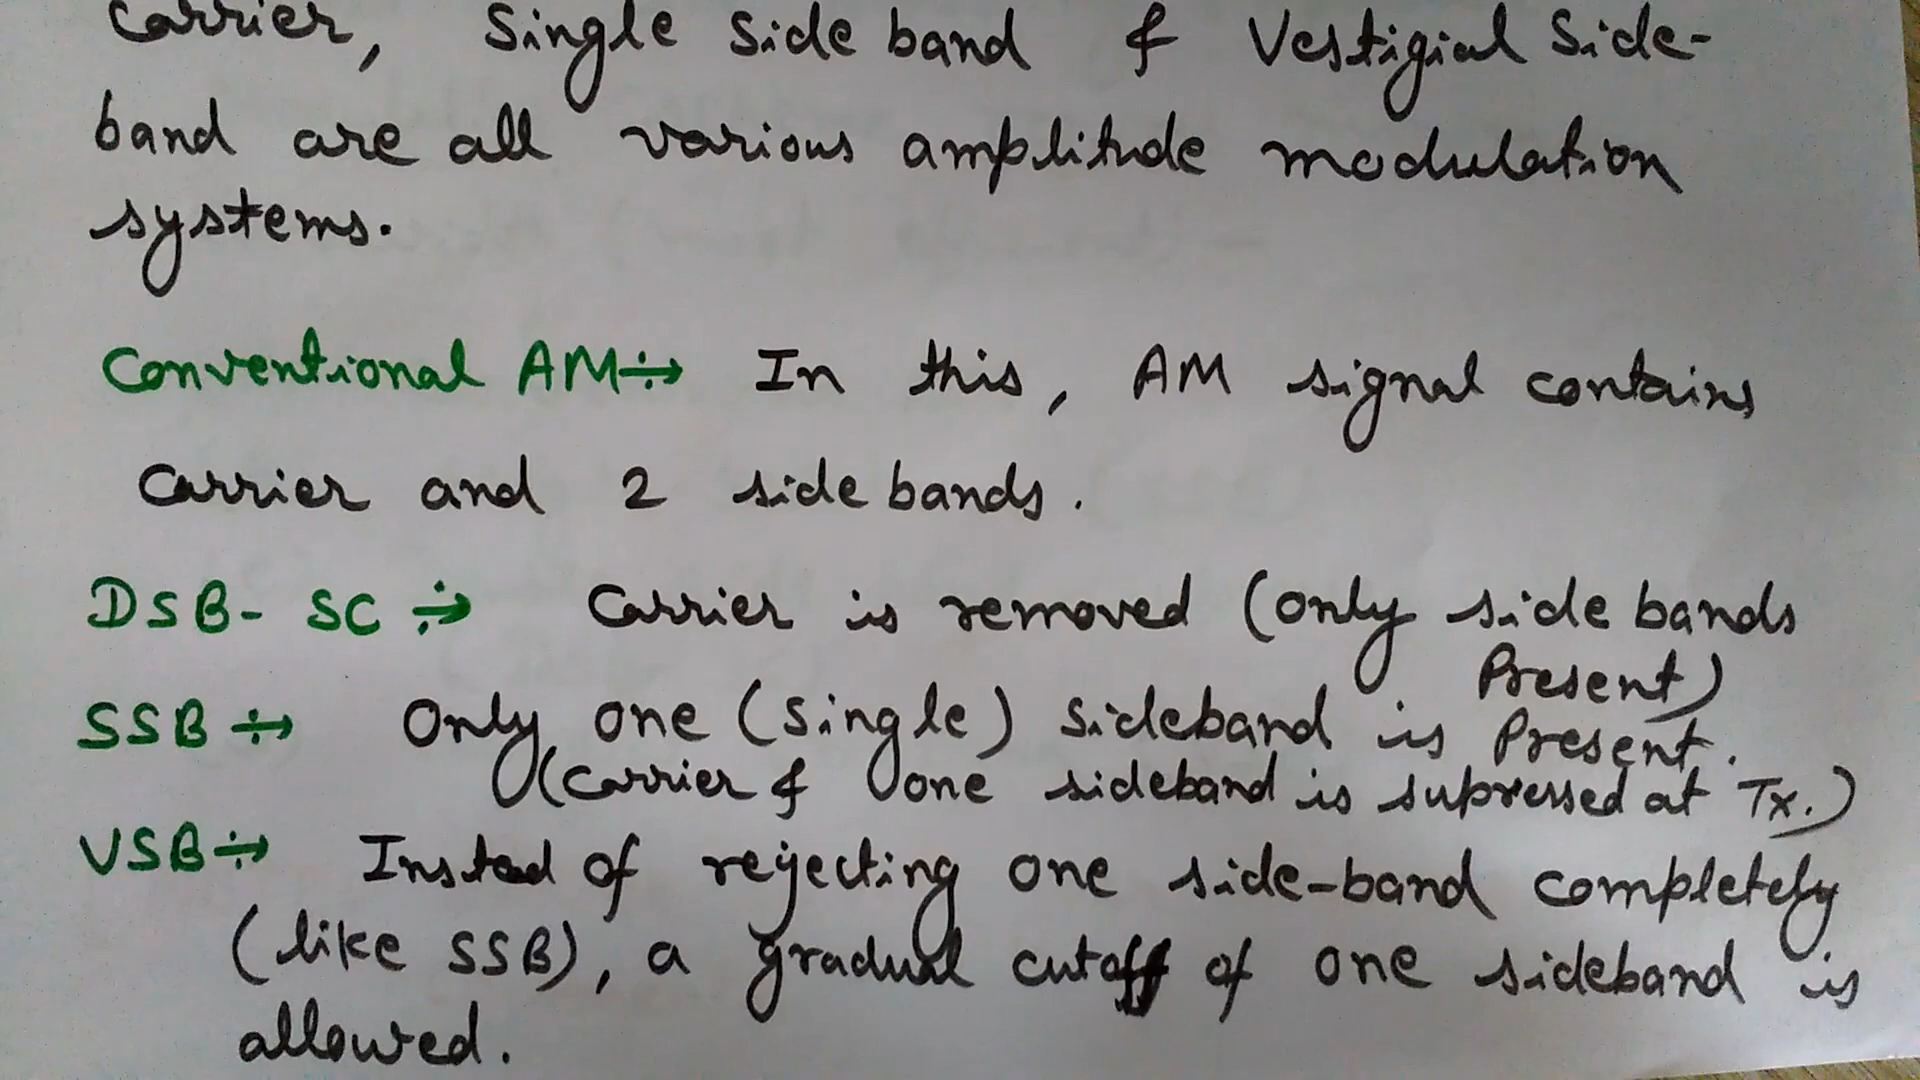 Carrier, Single Side band & Vestigial Side-
band are all various amplitude modulation
systems.
Conventional AM÷→ In this, AM signal contains
Carrier and 2 side bands.
DSB- SC ÷→ Carrier is removed (only side bands
Present)
SSB ÷→ Only one (single) sideband is Present.
(Carrier & one sideband is supressed at Tx.)
VSB÷→ Insted of rejecting one side-band completely
(like SSB), a gradual cutoff of one sideband is
allowed.